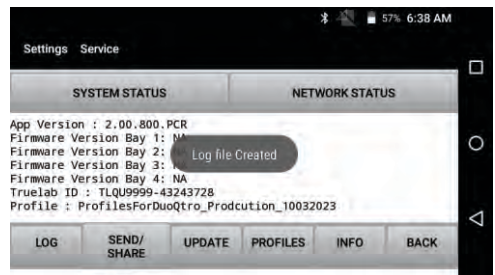 57% 6:38 AM
Settings Service
SYSTEM STATUS NETWORK STATUS
App Version : 2.00.800.PCR
Firmware Version Bay 1: NA
Firmware Version Bay 2:
Firmware Version Bay 3:
Firmware Version Bay 4: NA
Log file Created
Truelab ID : TLQU9999-43243728
Profile : ProfilesForDuoQtro_Prodcution_10032023
LOG SEND/ SHARE UPDATE PROFILES INFO BACK